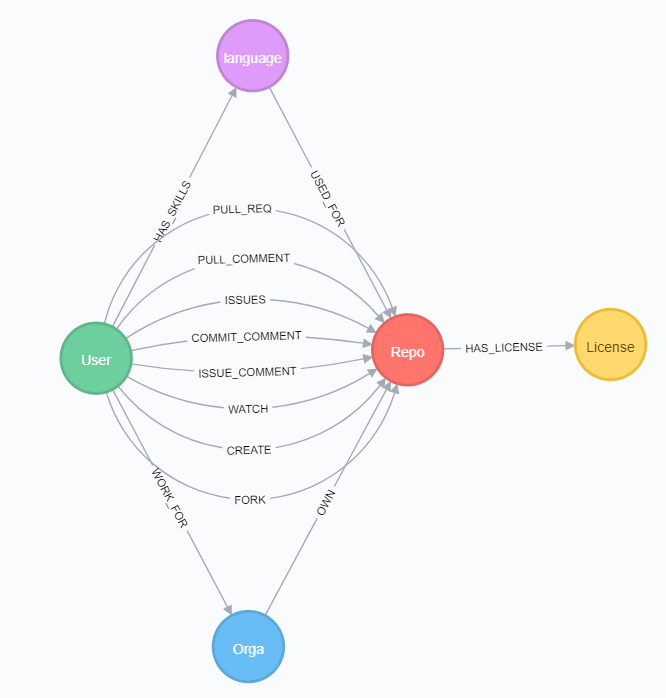 language
HAS_SKILLS
USED_FOR
PULL_REQ
PULL_COMMENT
ISSUES
COMMIT_COMMENT
User
Repo
HAS_LICENSE
License
ISSUE_COMMENT
WATCH
CREATE
FORK
WORK_FOR
OWN
Orga